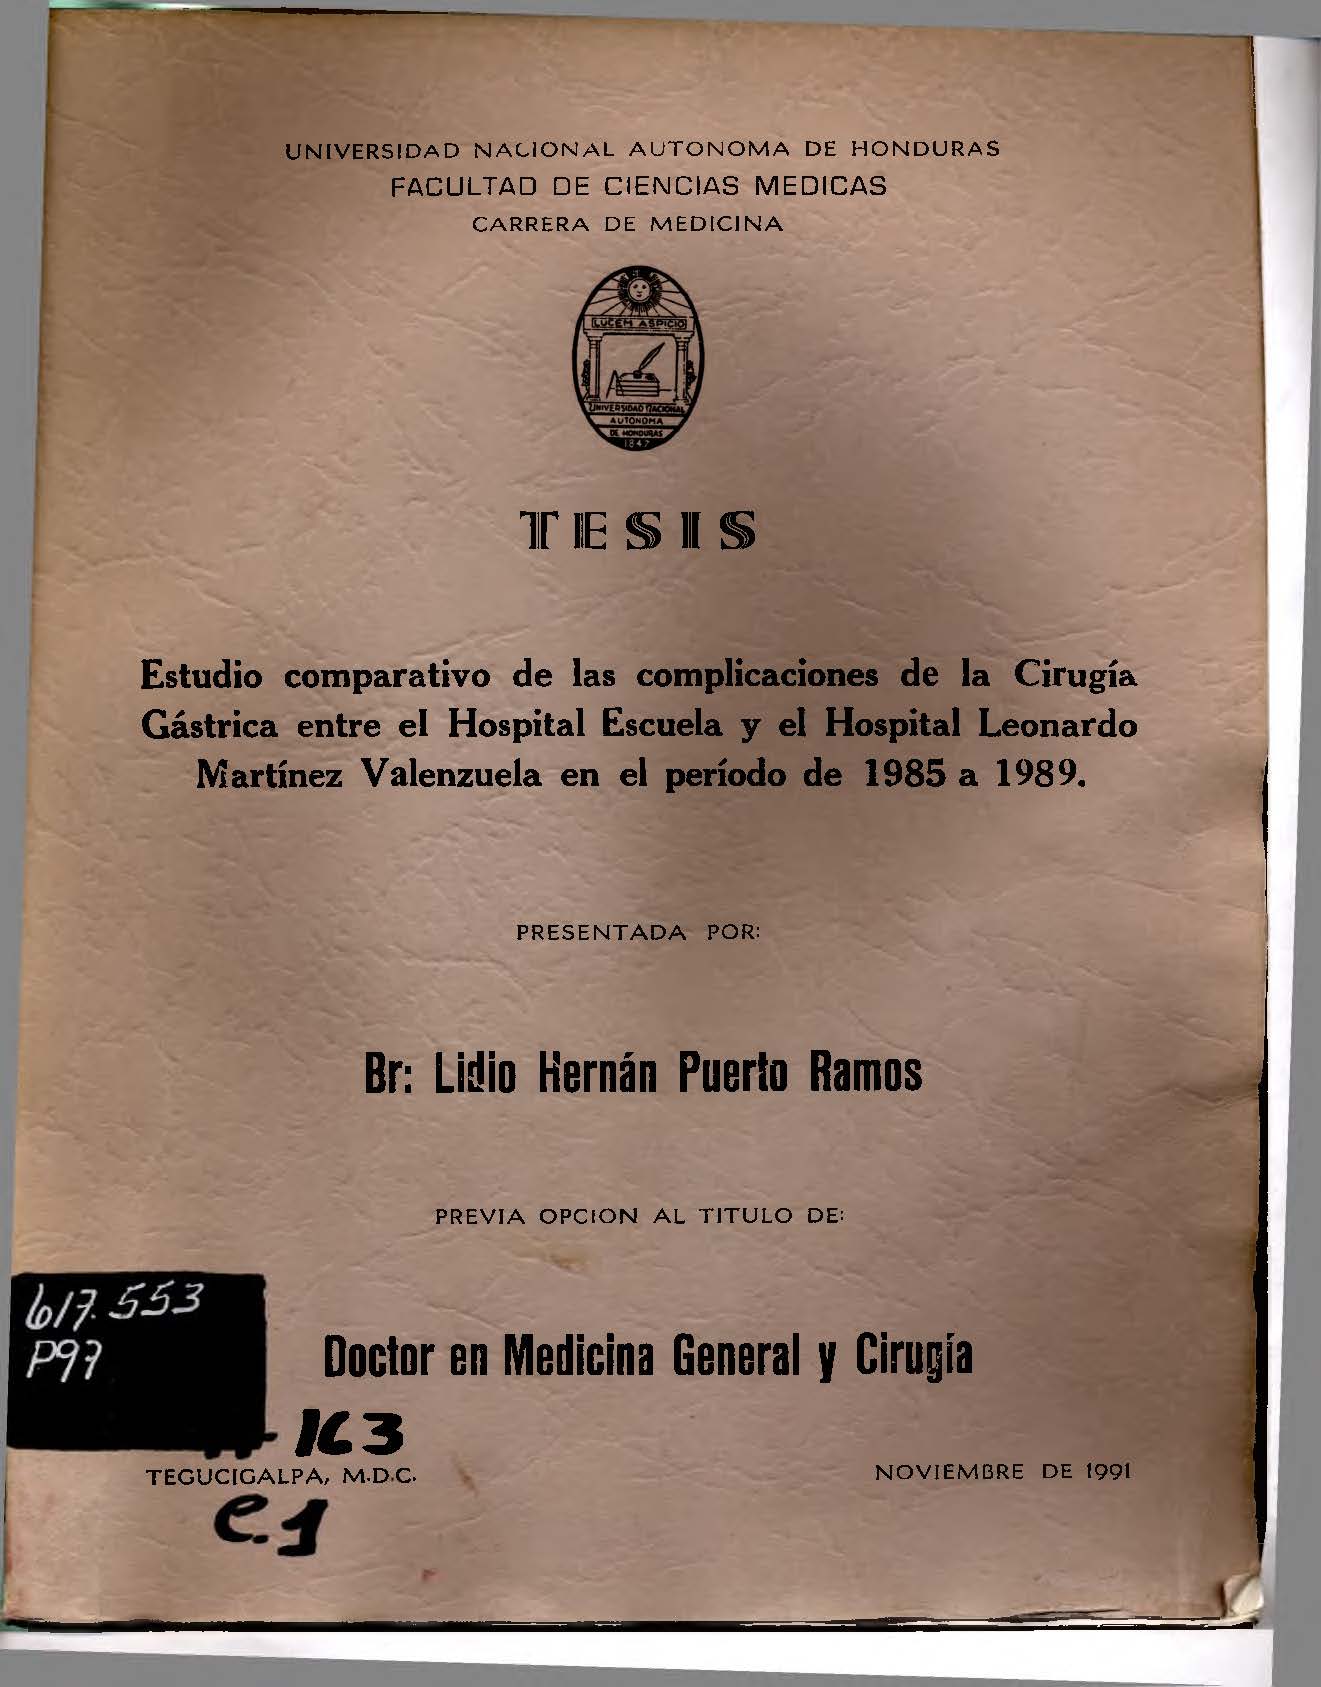 UNIVERSIDAD NACIONAL AUTONOMA DE HONDURAS
FACULTAD DE CIENCIAS MEDICAS
CARRERA DE MEDICINA
LUCEM ASPICIO
UNIVERSIDAD NACIONAL
AUTONOMA
DE HONDURAS
1847
TESIS
Estudio comparativo de las complicaciones de la Cirugía
Gástrica entre el Hospital Escuela y el Hospital Leonardo
Martínez Valenzuela en el período de 1985 a 1989.
PRESENTADA POR:
Br: Lidio Hernán Puerto Ramos
PREVIA OPCION AL TITULO DE:
617.553
P97
Doctor en Medicina General y Cirugía
163
TEGUCIGALPA, M.D.C.
NOVIEMBRE DE 1991
C.1